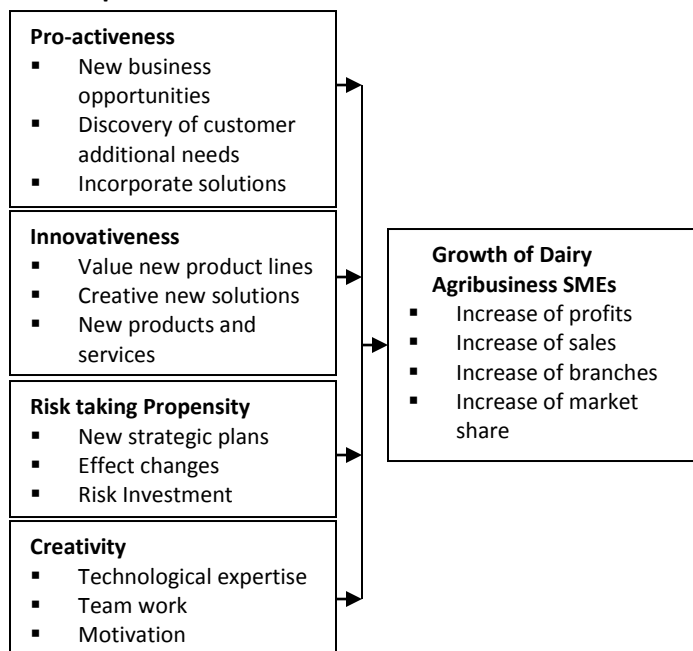 Pro-activeness
▪ New business
opportunities
▪ Discovery of customer
additional needs
▪ Incorporate solutions
Innovativeness
▪ Value new product lines
▪ Creative new solutions
▪ New products and
services
Risk taking Propensity
▪ New strategic plans
▪ Effect changes
▪ Risk Investment
Creativity
▪ Technological expertise
▪ Team work
▪ Motivation
Growth of Dairy
Agribusiness SMEs
▪ Increase of profits
▪ Increase of sales
▪ Increase of branches
▪ Increase of market
share